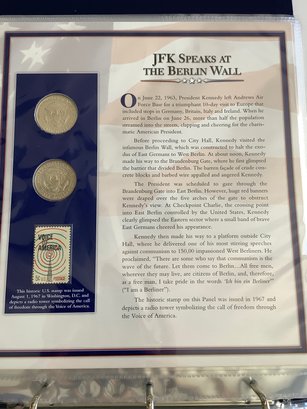 JFK SPEAKS AT
THE BERLIN WALL
ON June 22, 1963, President Kennedy left Andrews Air
Force Base for a triumphant 10-day visit to Europe that
included stops in Germany, Britain, Italy and Ireland. When he
arrived in Berlin on June 26, more than half the population
streamed into the streets, clapping and cheering for the charis-
matic American President.
Before proceeding to City Hall, Kennedy visited the
infamous Berlin Wall, which was constructed to halt the exo-
dus of East Germans to West Berlin. At about noon, Kennedy
made his way to the Brandenburg Gate, where he first glimpsed
the barrier that divided Berlin. The barren façade of crude con-
crete blocks and barbed wire appalled and angered Kennedy.
The President was scheduled to gaze through the
Brandenburg Gate into East Berlin. However, huge red banners
were draped over the five arches of the gate to obstruct
Kennedy's view. At Checkpoint Charlie, the crossing point
into East Berlin controlled by the United States, Kennedy
clearly glimpsed the Eastern sector where a small band of brave
East Germans cheered his appearance.
Kennedy then made his way to a platform outside City
Hall, where he delivered one of his most stirring speeches
against communism to 150,00 impassioned West Berliners. He
proclaimed, "There are some who say that communism is the
wave of the future. Let them come to Berlin...All free men,
wherever they may live, are citizens of Berlin, and, therefore,
as a free man, I take pride in the words "Ich bin ein Berliner"
("I am a Berliner").
The historic stamp on this Panel was issued in 1967 and
depicts a radio tower symbolizing the call of freedom through
the Voice of America.
VOICE OF
AMERICA
This historic U.S. stamp was issued
August 1, 1967 in Washington, D.C. and
depicts a radio tower symbolizing the call
of freedom through the Voice of America.